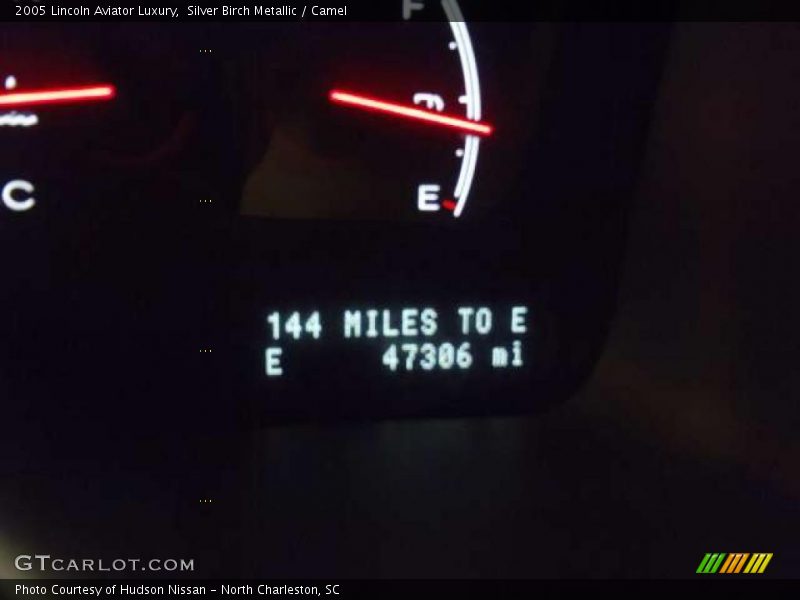 2005 Lincoln Aviator Luxury,  Silver Birch Metallic / Camel
F
C
E
144 MILES TO E
E 47306 mi
GTCARLOT.COM
Photo Courtesy of Hudson Nissan - North Charleston, SC